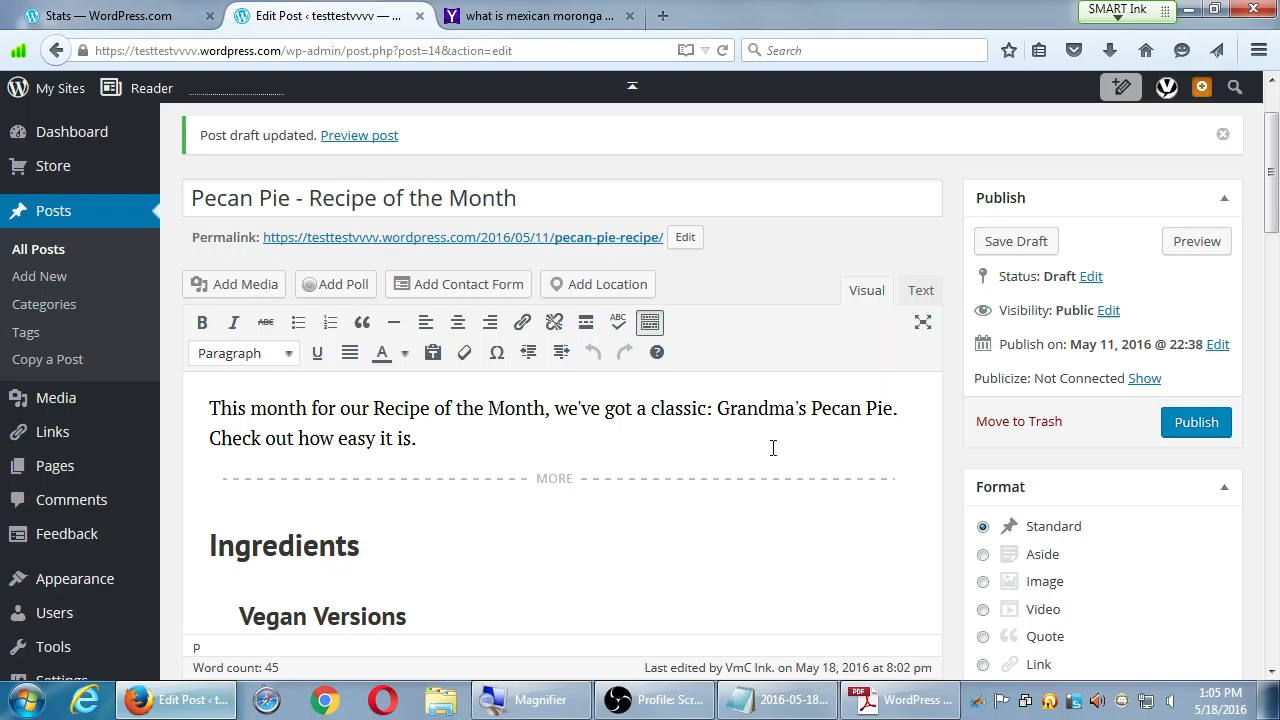 Stats — WordPress.com
Edit Post ‹ testtestvvvv — ...
what is mexican moronga ...
SMART Ink
https://testtestvvvv.wordpress.com/wp-admin/post.php?post=14&action=edit
Search
My Sites
Reader
Dashboard
Store
Posts
All Posts
Add New
Categories
Tags
Copy a Post
Media
Links
Pages
Comments
Feedback
Appearance
Users
Tools
Settings
Post draft updated. Preview post
Pecan Pie - Recipe of the Month
Permalink: https://testtestvvvv.wordpress.com/2016/05/11/pecan-pie-recipe/ Edit
Add Media
Add Poll
Add Contact Form
Add Location
Visual
Text
B I ABC ABC
Paragraph U A Ω
This month for our Recipe of the Month, we've got a classic: Grandma's Pecan Pie.
Check out how easy it is.
MORE
Ingredients
Vegan Versions
p
Word count: 45
Last edited by VmC Ink. on May 18, 2016 at 8:02 pm
Publish
Save Draft
Preview
Status: Draft Edit
Visibility: Public Edit
Publish on: May 11, 2016 @ 22:38 Edit
Publicize: Not Connected Show
Move to Trash
Publish
Format
Standard
Aside
Image
Video
Quote
Link
Edit Post ‹ t...
Magnifier
Profile: Scr...
2016-05-18...
PDF
WordPress ...
1:05 PM
5/18/2016